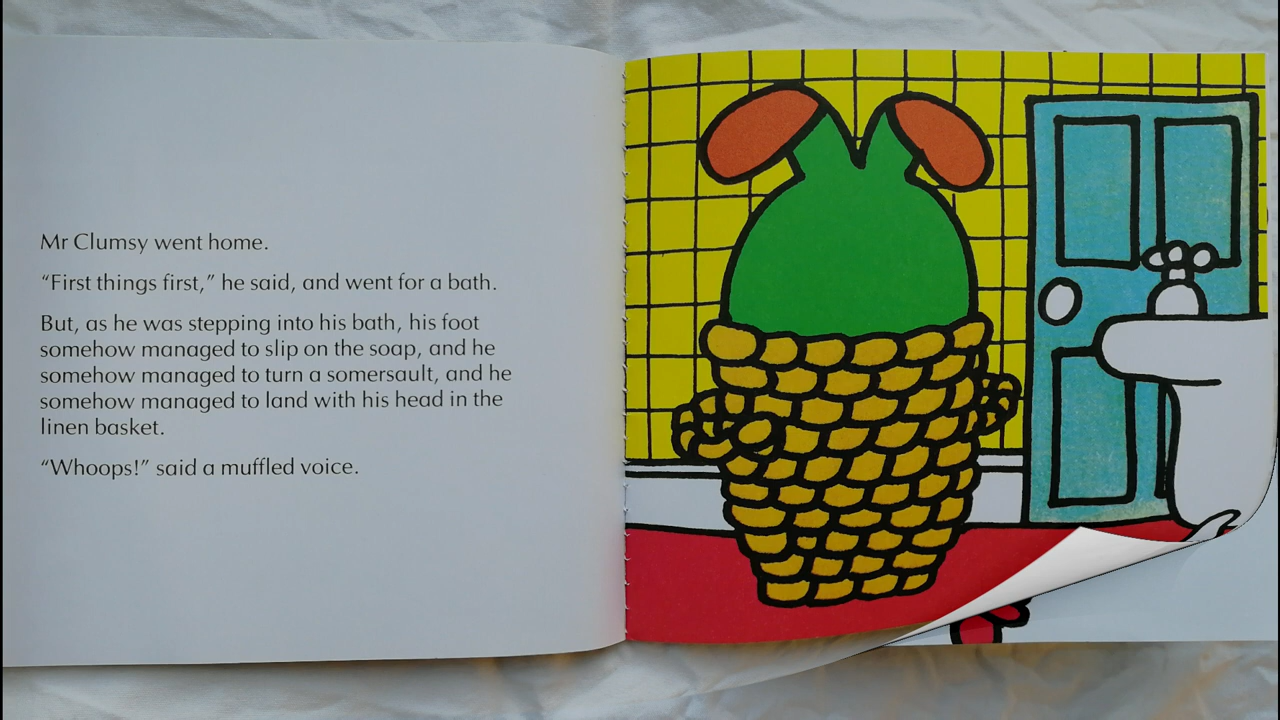 Mr Clumsy went home.
“First things first,” he said, and went for a bath.
But, as he was stepping into his bath, his foot
somehow managed to slip on the soap, and he
somehow managed to turn a somersault, and he
somehow managed to land with his head in the
linen basket.
“Whoops!” said a muffled voice.